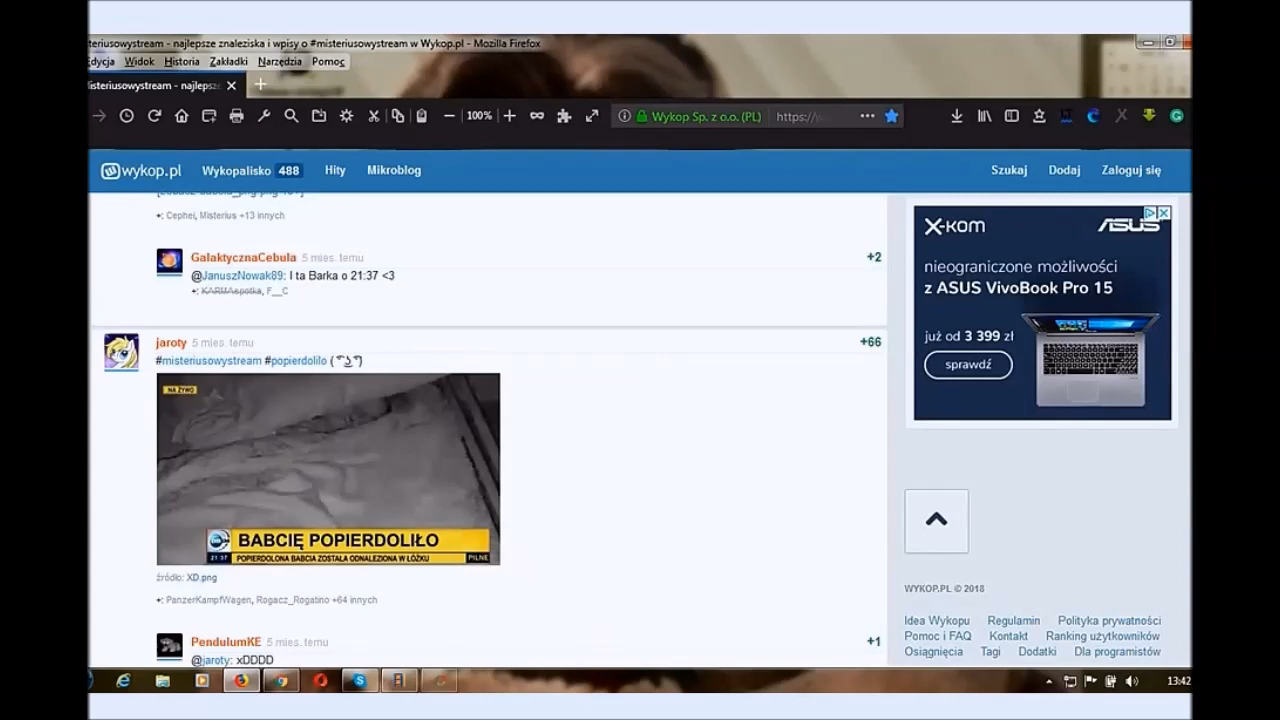 steriusowystream - najlepsze znaleziska i wpisy o #misteriusowystream w Wykop.pl - Mozilla Firefox
Edycja Widok Historia Zakładki Narzędzia Pomoc
Misteriusowystream - najlepsze
100% Wykop Sp. z o.o. (PL) https://
wykop.pl Wykopalisko 488 Hity Mikroblog Szukaj Dodaj Zaloguj się
+: Cephei, Misterius +13 innych
GalaktycznaCebula 5 mies. temu +2
@JanuszNowak89: I ta Barka o 21:37 <3
+: KARMAspotka, F__C
jaroty 5 mies. temu +66
#misteriusowystream #popierdolilo ( ͡° ͜ʖ ͡°)
NA ŻYWO
BABCIĘ POPIERDOLIŁO
21:37 POPIERDOLONA BABCIA ZOSTAŁA ODNALEZIONA W ŁÓŻKU PILNE
źródło: XD.png
+: PanzerKampfWagen, Rogacz_Rogatino +64 innych
PendulumKE 5 mies. temu +1
@jaroty: xDDDD
x-kom ASUS
nieograniczone możliwości
z ASUS VivoBook Pro 15
już od 3 399 zł
sprawdź
WYKOP.PL © 2018
Idea Wykopu Regulamin Polityka prywatności
Pomoc i FAQ Kontakt Ranking użytkowników
Osiągnięcia Tagi Dodatki Dla programistów
13:42